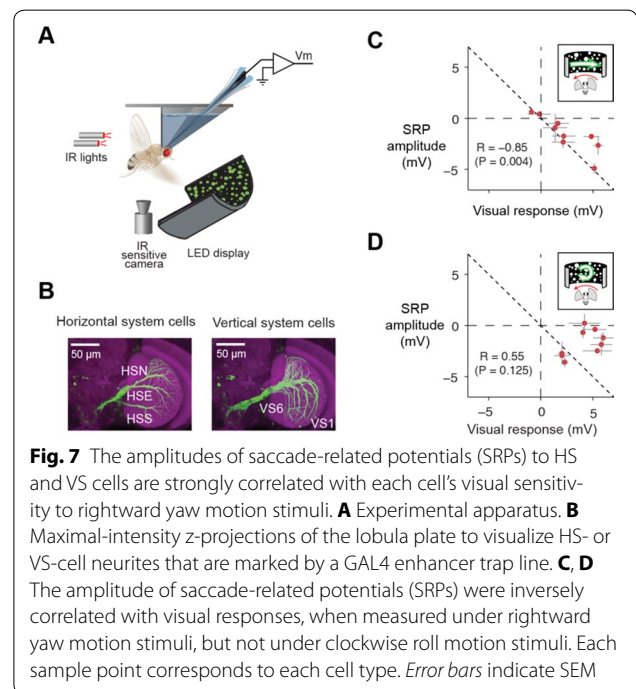 A
Vm
IR lights
IR
sensitive
camera
LED display
B
Horizontal system cells
Vertical system cells
50 µm
HSN
HSE
HSS
50 µm
VS6
VS1
C
5
0
−5
SRP
amplitude
(mV)
R = −0.85
(P = 0.004)
−5
0
5
Visual response (mV)
D
5
0
−5
SRP
amplitude
(mV)
R = 0.55
(P = 0.125)
−5
0
5
Visual response (mV)
Fig. 7 The amplitudes of saccade-related potentials (SRPs) to HS
and VS cells are strongly correlated with each cell's visual sensitiv-
ity to rightward yaw motion stimuli. A Experimental apparatus. B
Maximal-intensity z-projections of the lobula plate to visualize HS- or
VS-cell neurites that are marked by a GAL4 enhancer trap line. C, D
The amplitude of saccade-related potentials (SRPs) were inversely
correlated with visual responses, when measured under rightward
yaw motion stimuli, but not under clockwise roll motion stimuli. Each
sample point corresponds to each cell type. Error bars indicate SEM